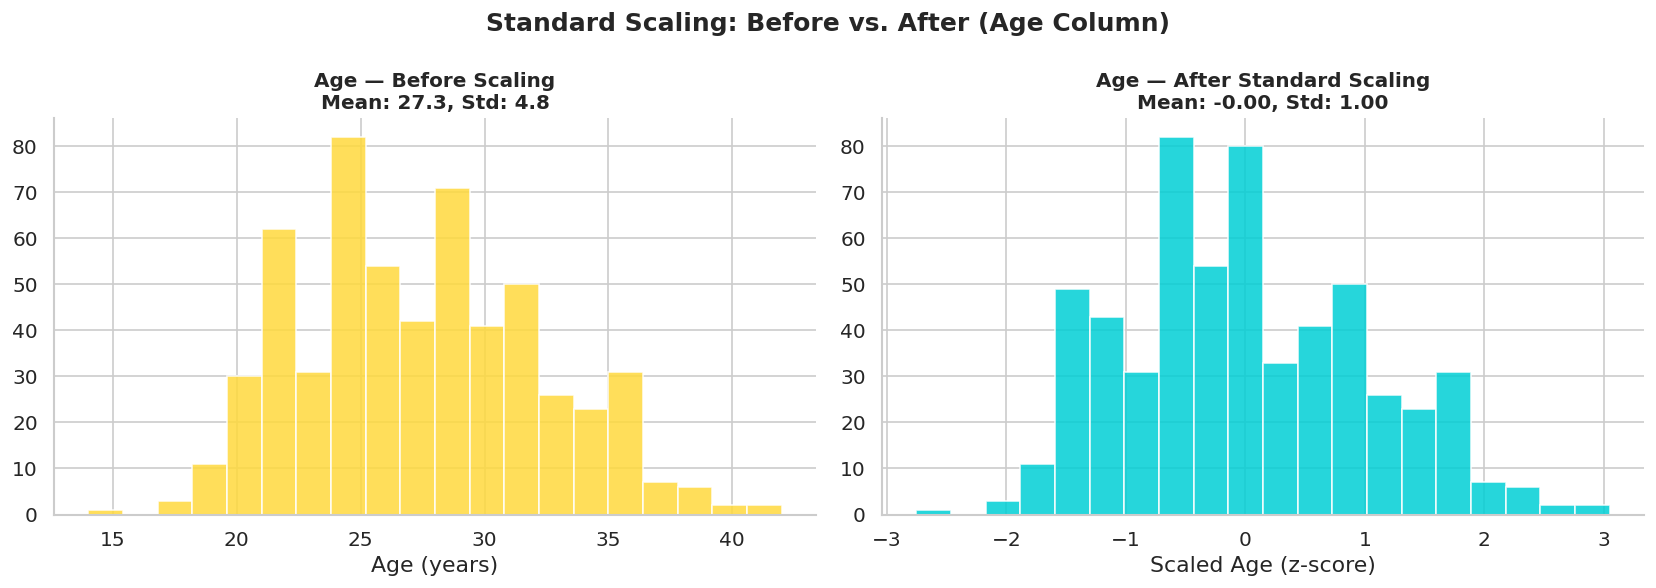 Standard Scaling: Before vs. After (Age Column)
Age — Before Scaling
Mean: 27.3, Std: 4.8
80
70
60
50
40
30
20
10
0
15 20 25 30 35 40
Age (years)
Age — After Standard Scaling
Mean: -0.00, Std: 1.00
80
70
60
50
40
30
20
10
0
−3 −2 −1 0 1 2 3
Scaled Age (z-score)